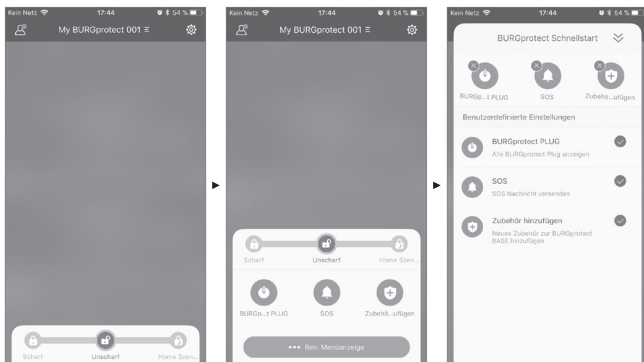 Kein Netz 17:44 54 %
My BURGprotect 001
Scharf Unscharf Home Szen...
Kein Netz 17:44 54 %
My BURGprotect 001
Scharf Unscharf Home Szen...
BURGp...t PLUG SOS Zubehö...ufügen
••• Ben. Menüanzeige
Kein Netz 17:44 54 %
BURGprotect Schnellstart
BURGp...t PLUG SOS Zubehö...ufügen
Benutzerdefinierte Einstellungen
BURGprotect PLUG
Alle BURGprotect Plug anzeigen
SOS
SOS Nachricht versenden
Zubehör hinzufügen
Neues Zubehör zur BURGprotect
BASE hinzufügen